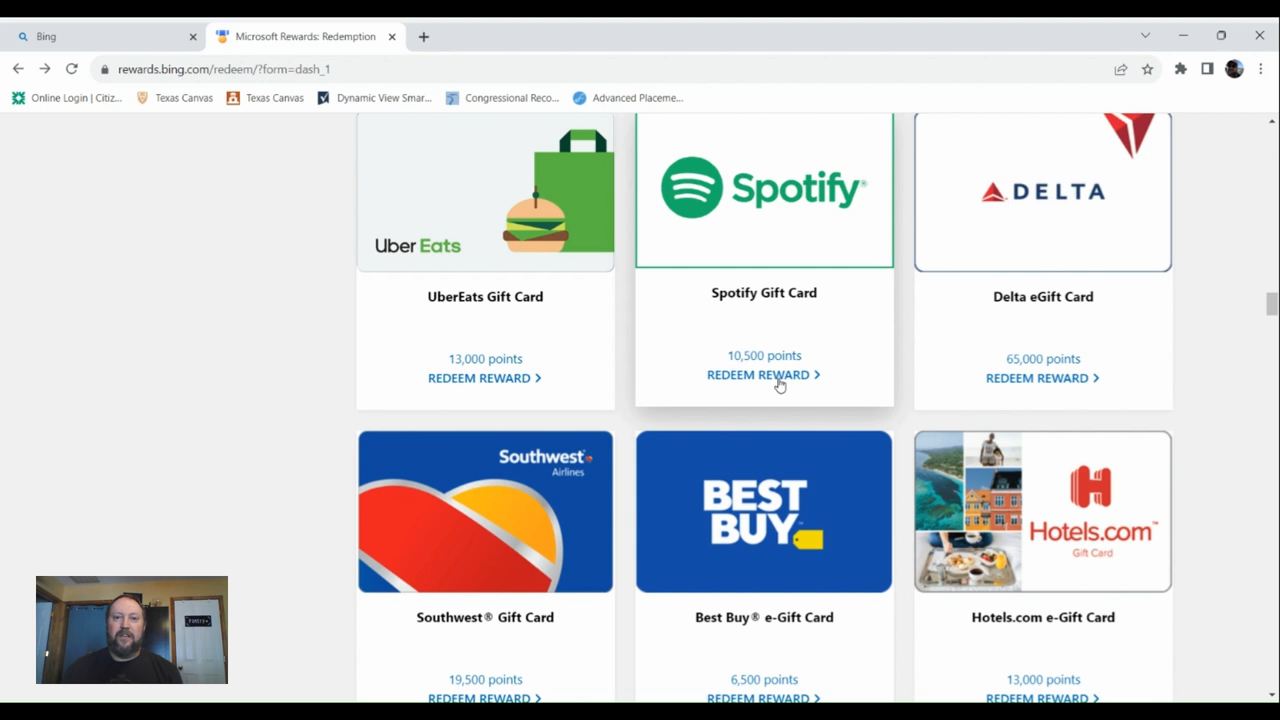 Bing
Microsoft Rewards: Redemption
rewards.bing.com/redeem/?form=dash_1
Online Login | Citiz...
Texas Canvas
Texas Canvas
Dynamic View Smar...
Congressional Reco...
Advanced Placeme...
Uber Eats
Spotify®
DELTA
UberEats Gift Card
Spotify Gift Card
Delta eGift Card
13,000 points
10,500 points
65,000 points
REDEEM REWARD
REDEEM REWARD
REDEEM REWARD
Southwest
Airlines
BEST
BUY
H
Hotels.com™
Gift Card
Southwest® Gift Card
Best Buy® e-Gift Card
Hotels.com e-Gift Card
19,500 points
6,500 points
13,000 points
REDEEM REWARD
REDEEM REWARD
REDEEM REWARD